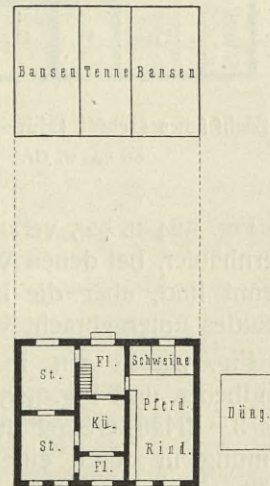 Bansen Tenne Bansen
St. Fl. Schweine
Kü. Pferd.
Düng.
St. Rind.
Fl.